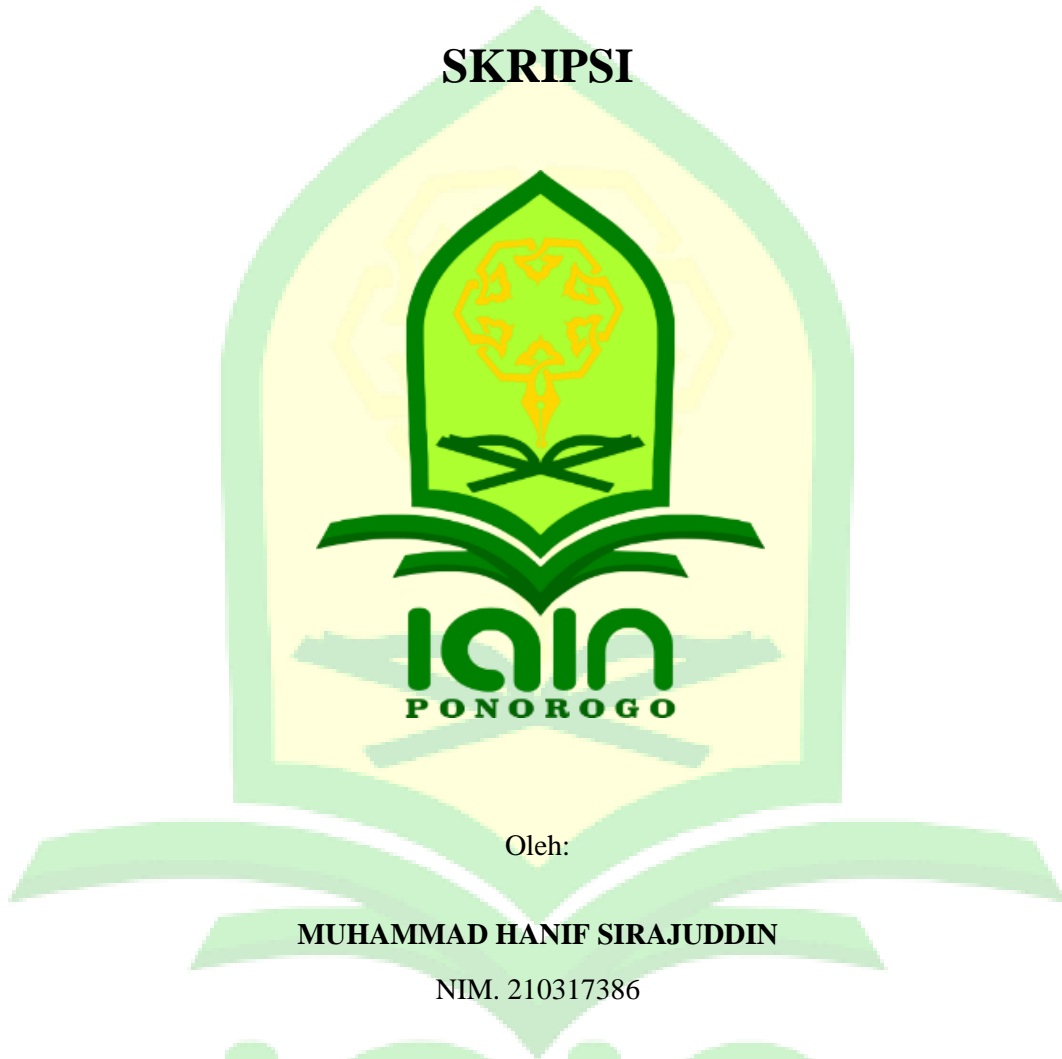 SKRIPSI
IAIN
PONOROGO
Oleh:
MUHAMMAD HANIF SIRAJUDDIN
NIM. 210317386